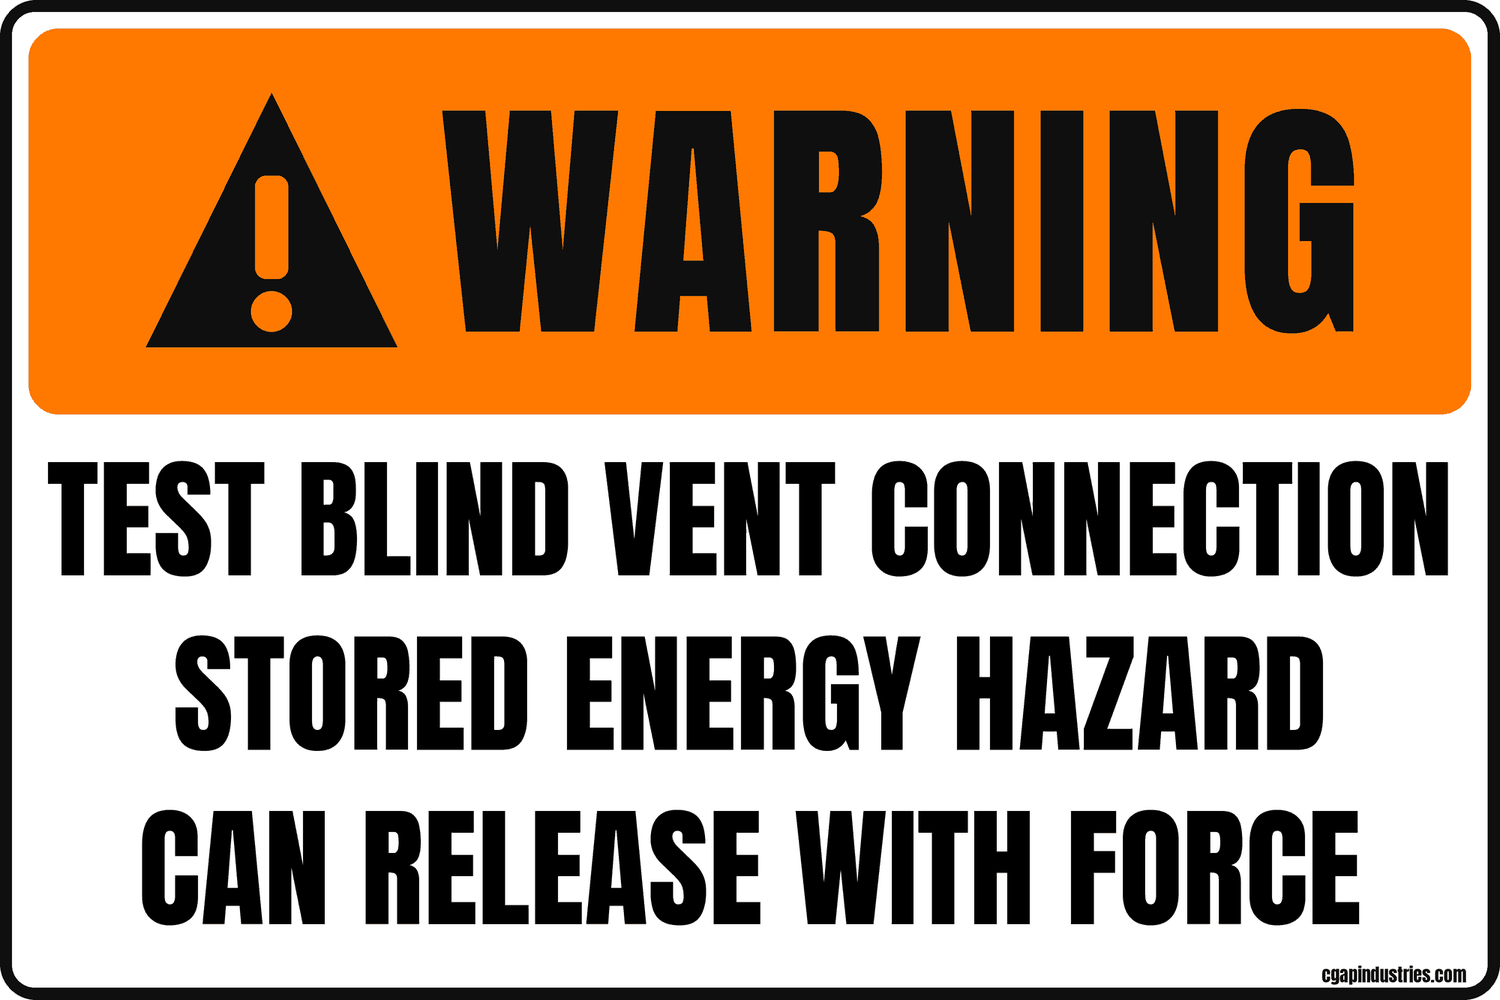 WARNING
TEST BLIND VENT CONNECTION
STORED ENERGY HAZARD
CAN RELEASE WITH FORCE
cgapindustries.com